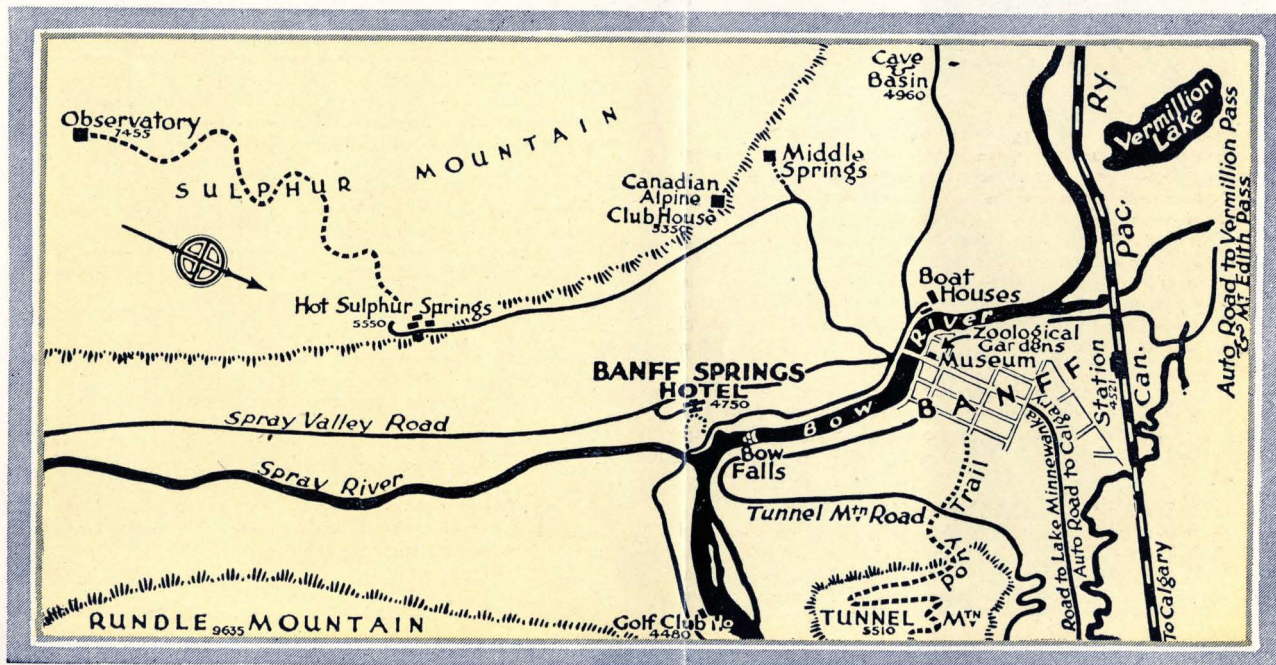 Observatory
7455
SULPHUR
MOUNTAIN
Cave
&
Basin
4960
Middle
Springs
Canadian
Alpine
Club House
5350
Hot Sulphur Springs
5550
Vermillion
Lake
Can. Pac. Ry.
Auto Road to Vermillion Pass
& Mt Edith Pass
Boat
Houses
Zoological
Gardens
Museum
BANFF
Station
4521
BANFF SPRINGS
HOTEL
4750
Bow River
Bow
Falls
Spray Valley Road
Spray River
Tunnel Mtn Road
Trail
to
TUNNEL MTN
5510
Road to Lake Minnewanka
Auto Road to Calgary
To Calgary
Golf Club Ho
4480
RUNDLE 9635 MOUNTAIN